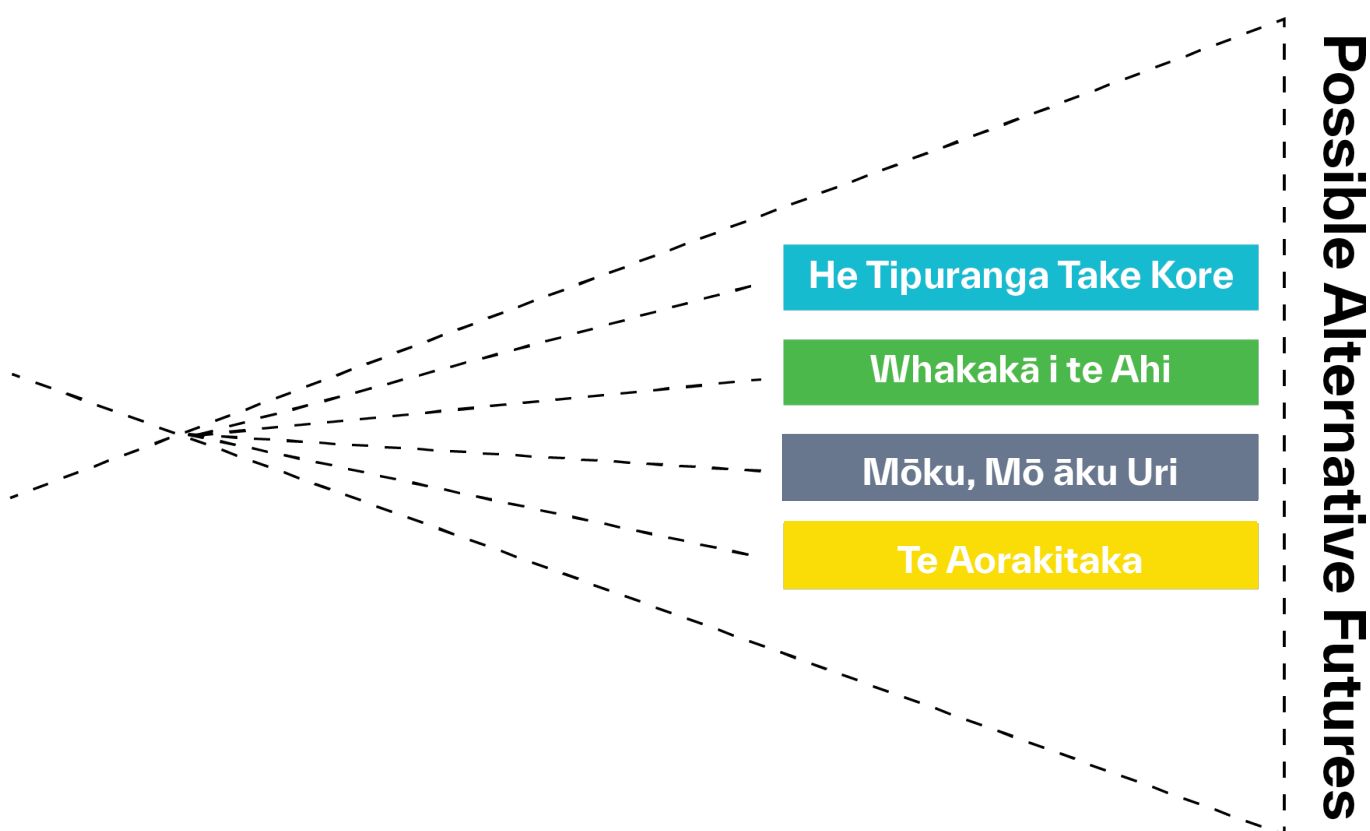 He Tipuranga Take Kore
Whakakā i te Ahi
Mōku, Mō āku Uri
Te Aorakitaka
Possible Alternative Futures